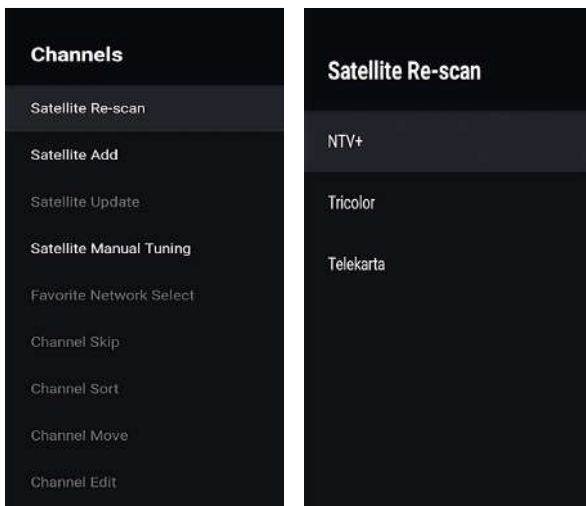 Channels
Satellite Re-scan
Satellite Add
Satellite Update
Satellite Manual Tuning
Favorite Network Select
Channel Skip
Channel Sort
Channel Move
Channel Edit
Satellite Re-scan
NTV+
Tricolor
Telekarta